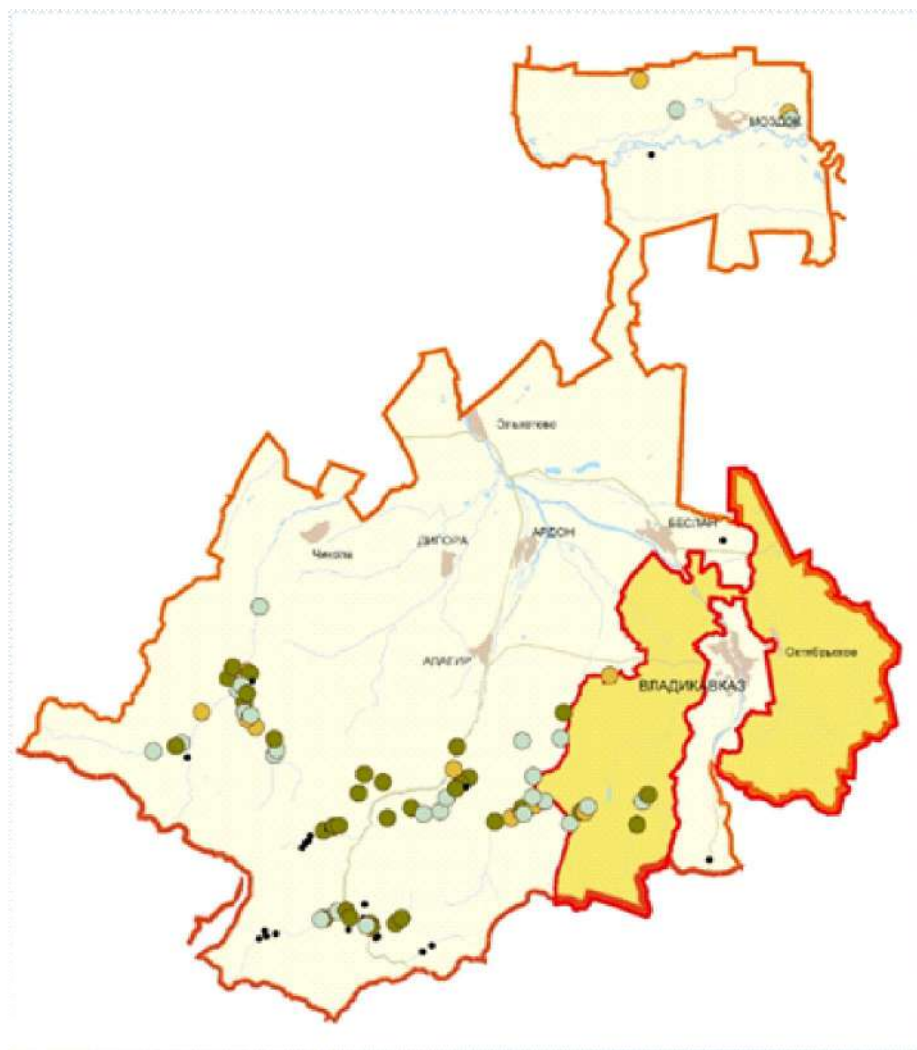 МОЗДОК
Эльхотово
БЕСЛАН
АРДОН
ДИГОРА
Чикола
Октябрьское
АЛАГИР
ВЛАДИКАВКАЗ